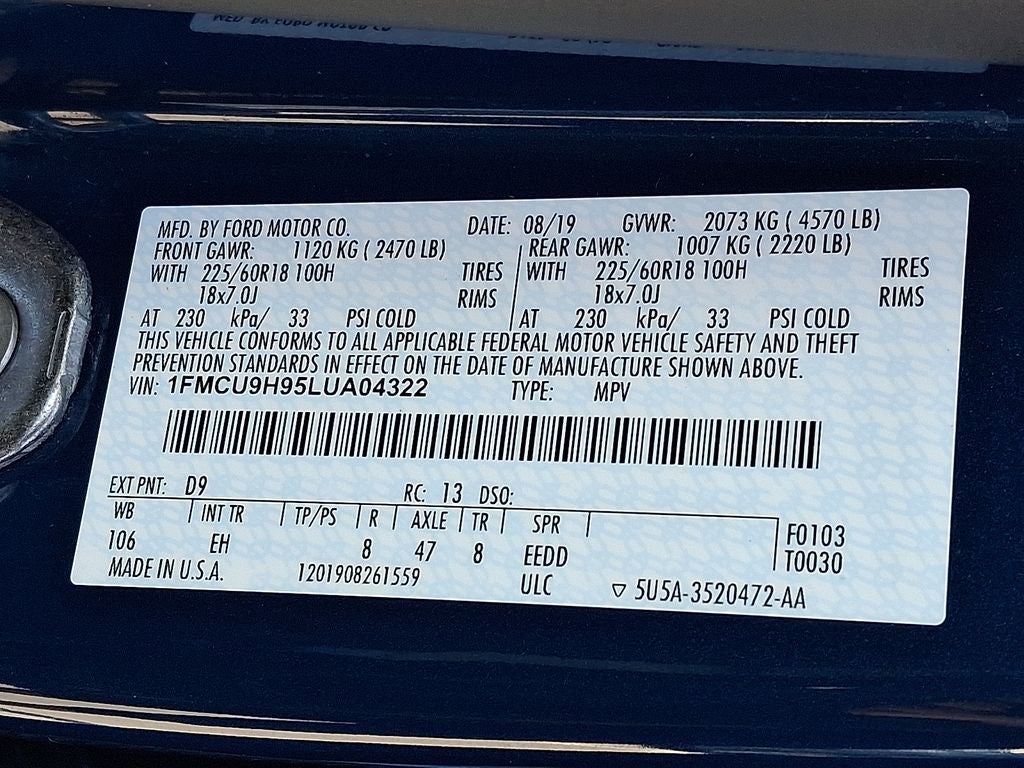 MFD. BY FORD MOTOR CO. DATE: 08/19 GVWR: 2073 KG ( 4570 LB)
FRONT GAWR: 1120 KG ( 2470 LB) REAR GAWR: 1007 KG ( 2220 LB)
WITH 225/60R18 100H TIRES WITH 225/60R18 100H TIRES
18x7.0J RIMS 18x7.0J RIMS
AT 230 kPa/ 33 PSI COLD AT 230 kPa/ 33 PSI COLD
THIS VEHICLE CONFORMS TO ALL APPLICABLE FEDERAL MOTOR VEHICLE SAFETY AND THEFT
PREVENTION STANDARDS IN EFFECT ON THE DATE OF MANUFACTURE SHOWN ABOVE.
VIN: 1FMCU9H95LUA04322 TYPE: MPV
EXT PNT: D9 RC: 13 DSO:
WB INT TR TP/PS R AXLE TR SPR F0103
106 EH 8 47 8 EEDD T0030
MADE IN U.S.A. 1201908261559 ULC ▽ 5U5A-3520472-AA